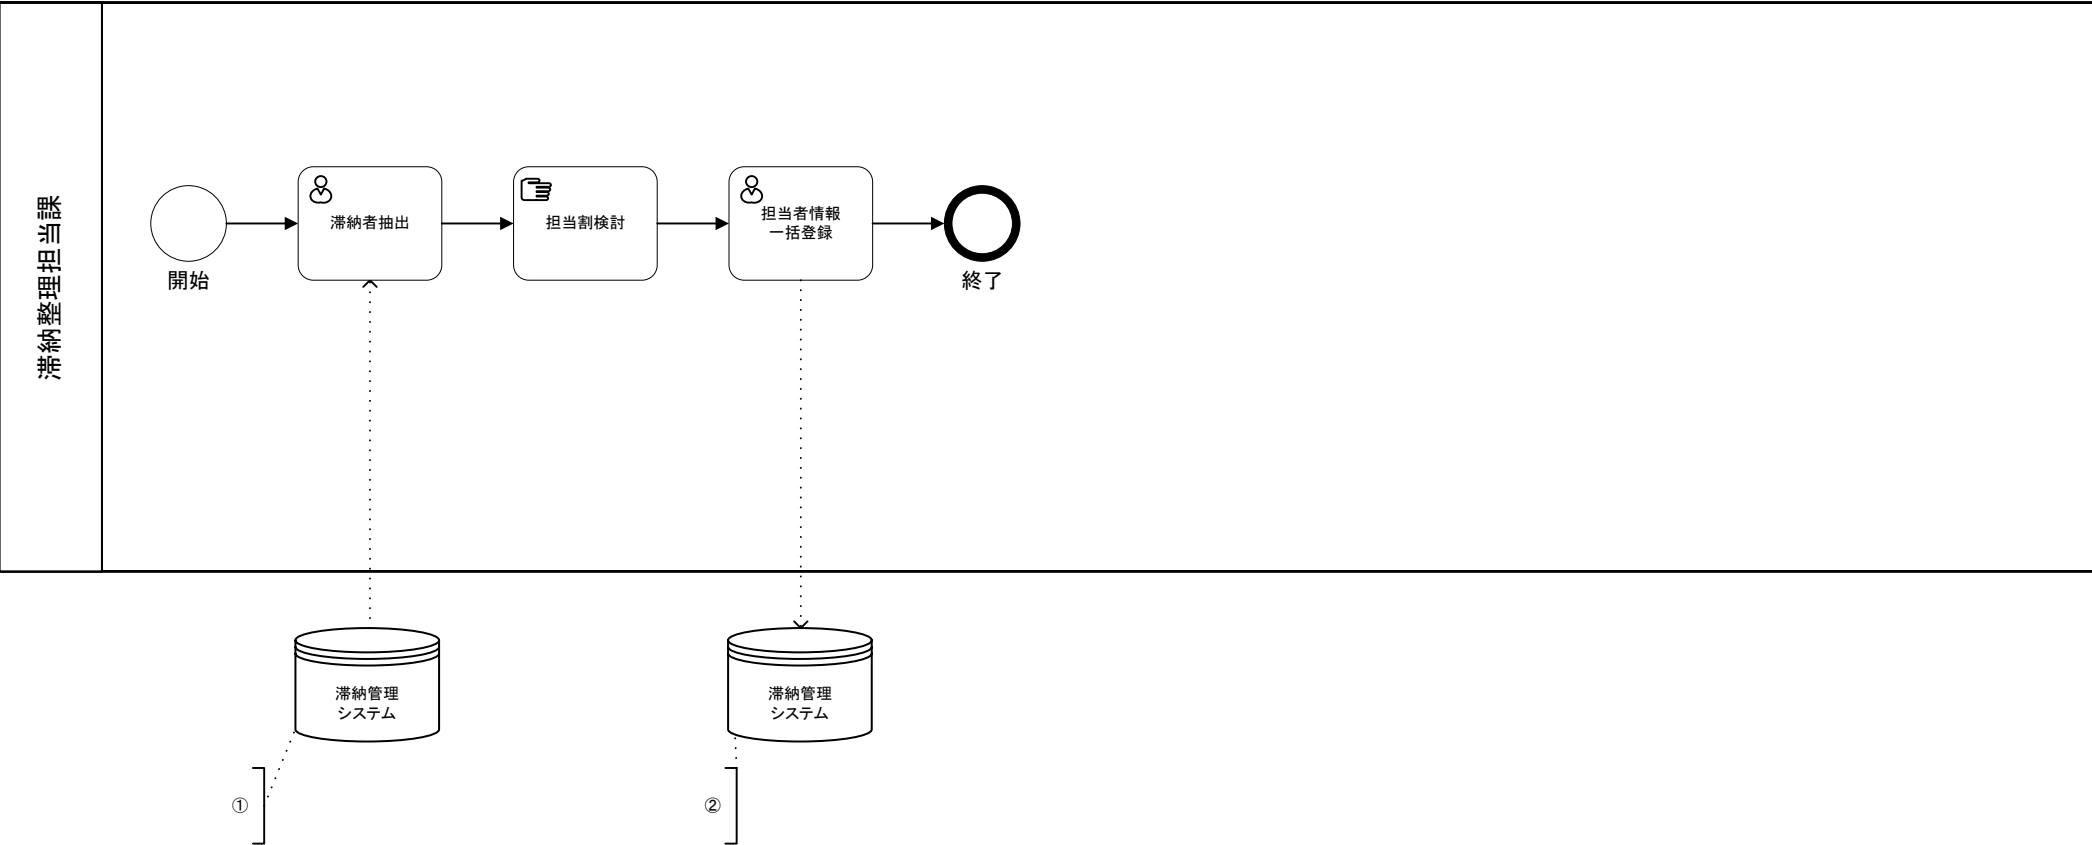 滞納整理担当課
滞納者抽出
担当割検討
担当者情報
一括登録
開始
終了
滞納管理
システム
滞納管理
システム
①
②